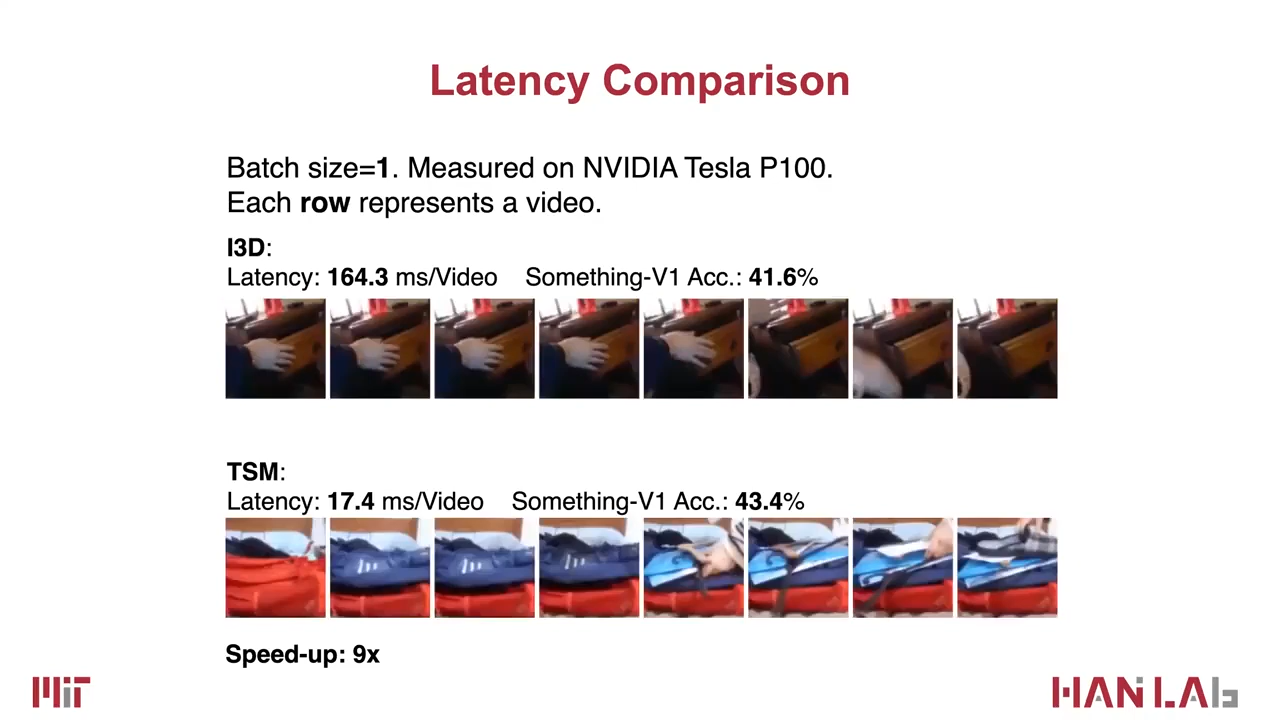 Latency Comparison
Batch size=1. Measured on NVIDIA Tesla P100.
Each row represents a video.
I3D:
Latency: 164.3 ms/Video Something-V1 Acc.: 41.6%
TSM:
Latency: 17.4 ms/Video Something-V1 Acc.: 43.4%
Speed-up: 9x
MIT
HAN LAb